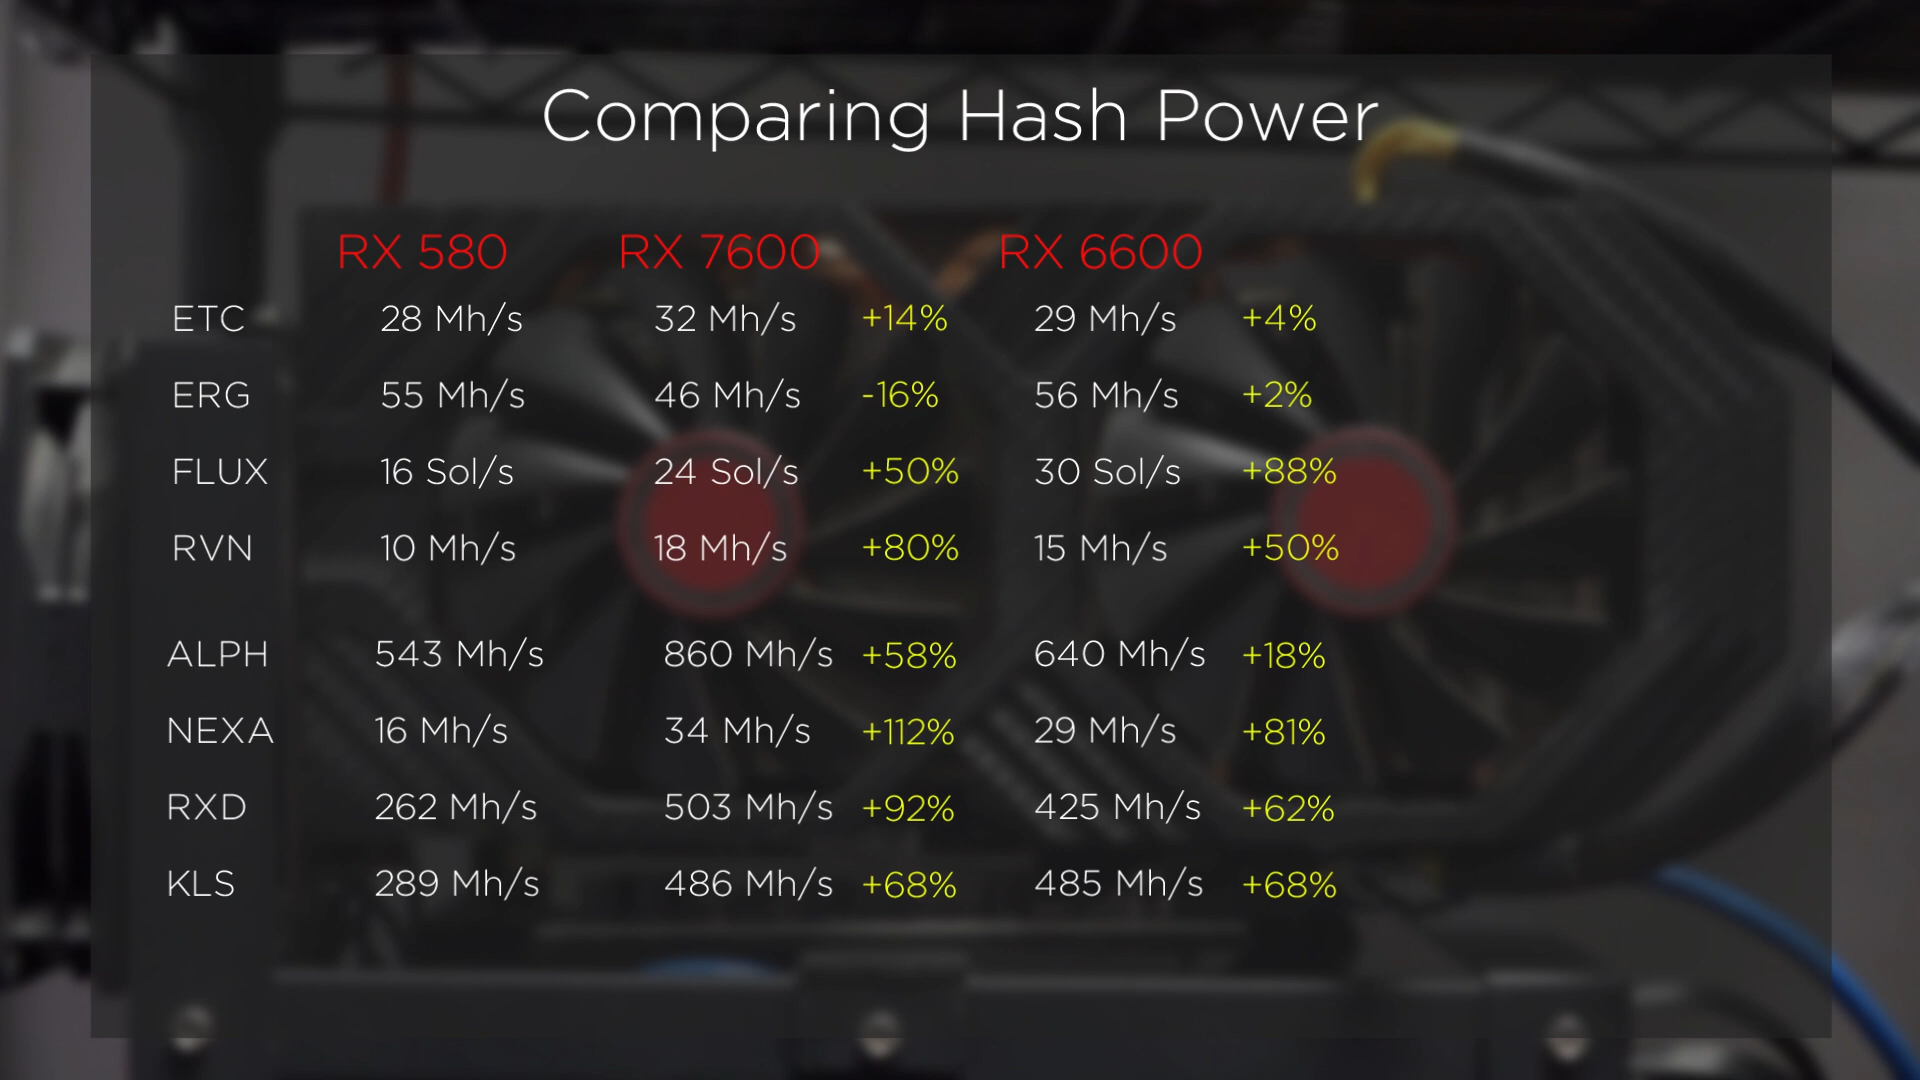 Comparing Hash Power
RX 580 RX 7600 RX 6600
ETC 28 Mh/s 32 Mh/s +14% 29 Mh/s +4%
ERG 55 Mh/s 46 Mh/s -16% 56 Mh/s +2%
FLUX 16 Sol/s 24 Sol/s +50% 30 Sol/s +88%
RVN 10 Mh/s 18 Mh/s +80% 15 Mh/s +50%
ALPH 543 Mh/s 860 Mh/s +58% 640 Mh/s +18%
NEXA 16 Mh/s 34 Mh/s +112% 29 Mh/s +81%
RXD 262 Mh/s 503 Mh/s +92% 425 Mh/s +62%
KLS 289 Mh/s 486 Mh/s +68% 485 Mh/s +68%